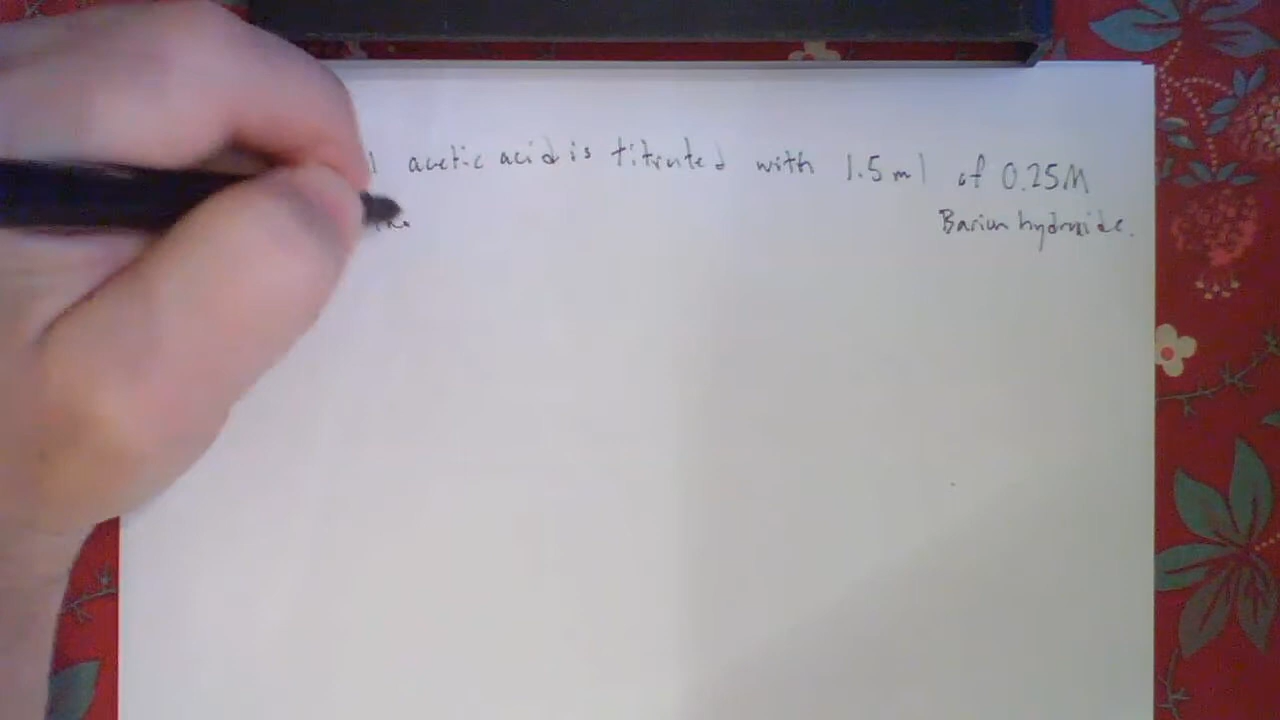 acetic acid is titrated with 1.5 ml of 0.25M
Barium hydroxide.